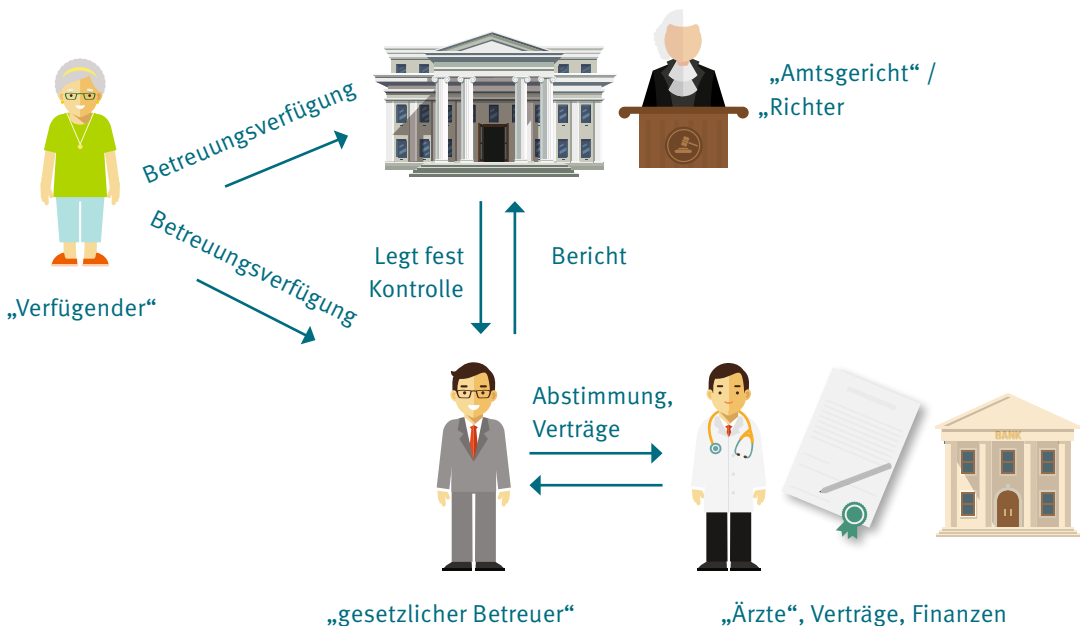 Betreuungsverfügung
„Amtsgericht“ /
„Richter
Betreuungsverfügung
„Verfügender“
Legt fest
Kontrolle
Bericht
Abstimmung,
Verträge
BANK
„gesetzlicher Betreuer“
„Ärzte“, Verträge, Finanzen